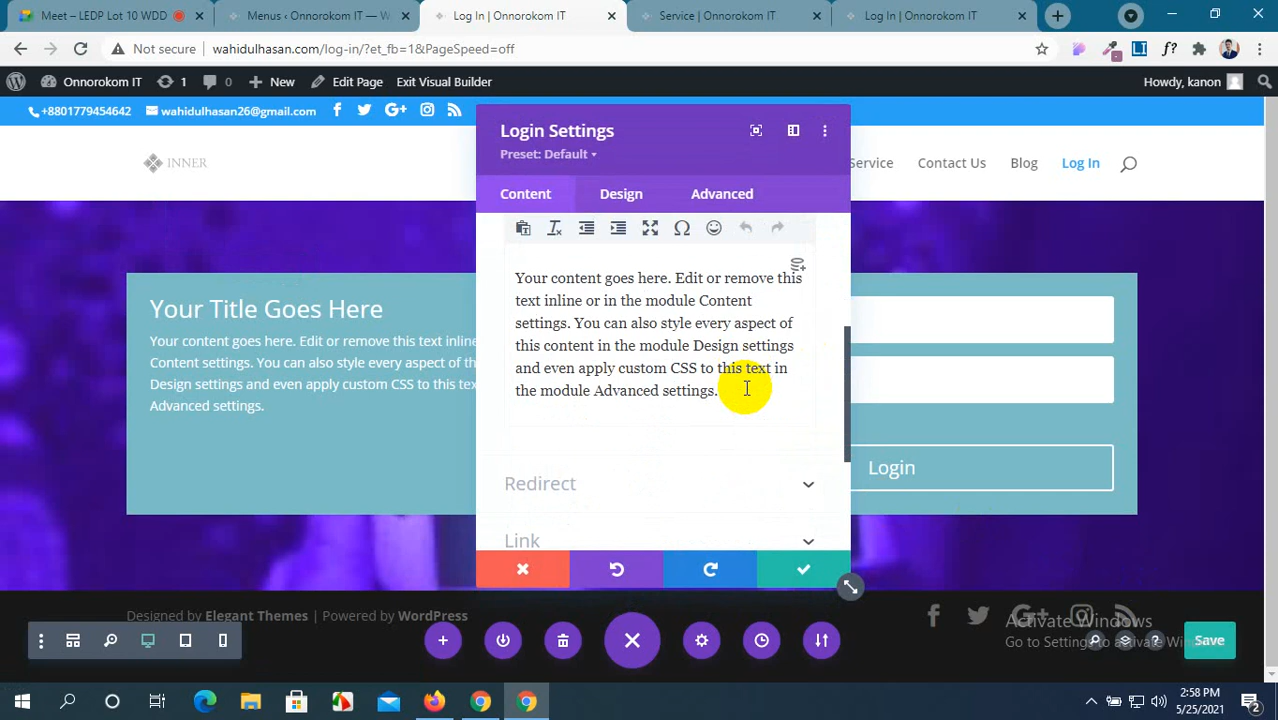 Meet – LEDP Lot 10 WDD
Menus ‹ Onnorokom IT — W
Log In | Onnorokom IT
Service | Onnorokom IT
Log In | Onnorokom IT
Not secure
wahidulhasan.com/log-in/?et_fb=1&PageSpeed=off
Onnorokom IT
1
0
New
Edit Page
Exit Visual Builder
Howdy, kanon
+8801779454642
wahidulhasan26@gmail.com
INNER
Service
Contact Us
Blog
Log In
Login Settings
Preset: Default
Content
Design
Advanced
Your content goes here. Edit or remove this
text inline or in the module Content
settings. You can also style every aspect of
this content in the module Design settings
and even apply custom CSS to this text in
the module Advanced settings.
Redirect
Link
Your Title Goes Here
Your content goes here. Edit or remove this text inline
Content settings. You can also style every aspect of the
Design settings and even apply custom CSS to this text
Advanced settings.
Login
Designed by Elegant Themes | Powered by WordPress
Activate Windows
Go to Settings to activate Windows.
Save
2:58 PM
5/25/2021
2